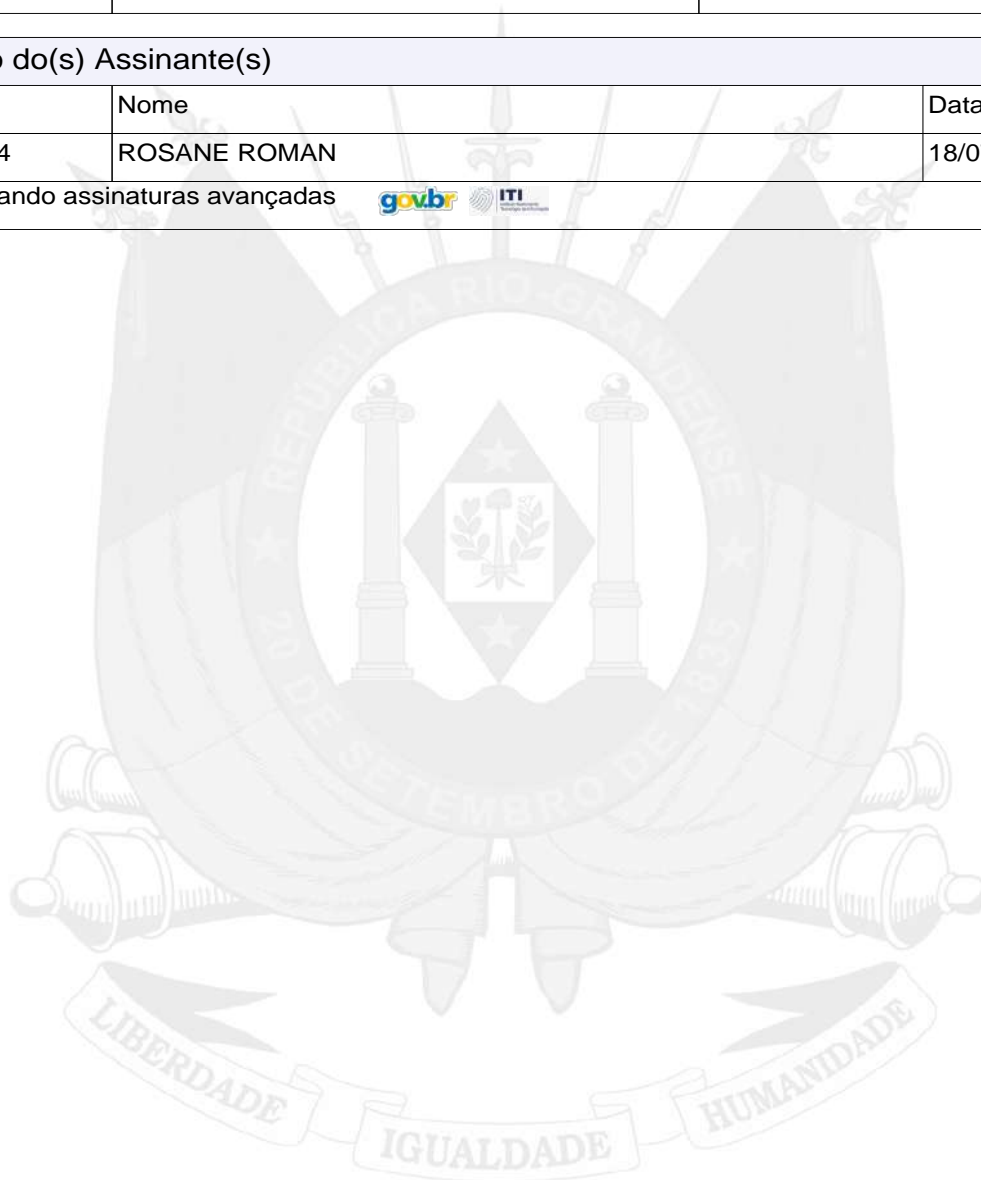 o do(s) Assinante(s)
Nome Data
4 ROSANE ROMAN 18/0
ando assinaturas avançadas gov.br ITI
REPÚBLICA RIO-GRANDENSE
20 DE SETEMBRO DE 1835
LIBERDADE IGUALDADE HUMANIDADE